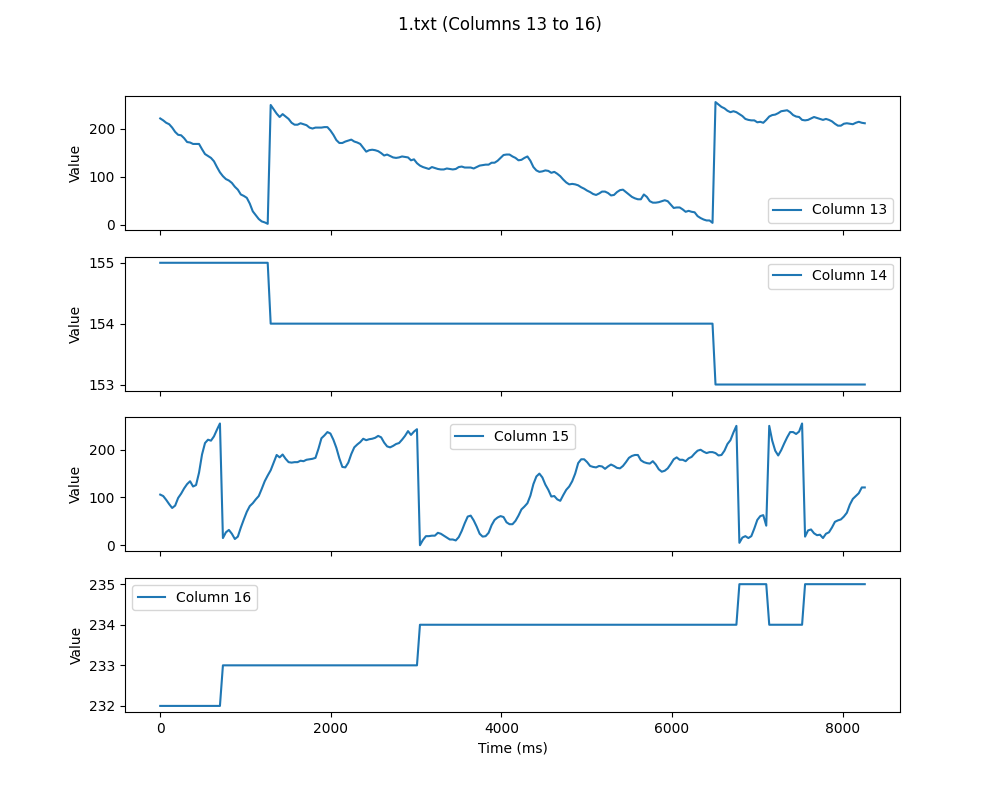 1.txt (Columns 13 to 16)
Value
200
100
0
Column 13
Value
155
154
153
Column 14
Value
200
100
0
Column 15
Value
235
234
233
232
Column 16
0 2000 4000 6000 8000
Time (ms)